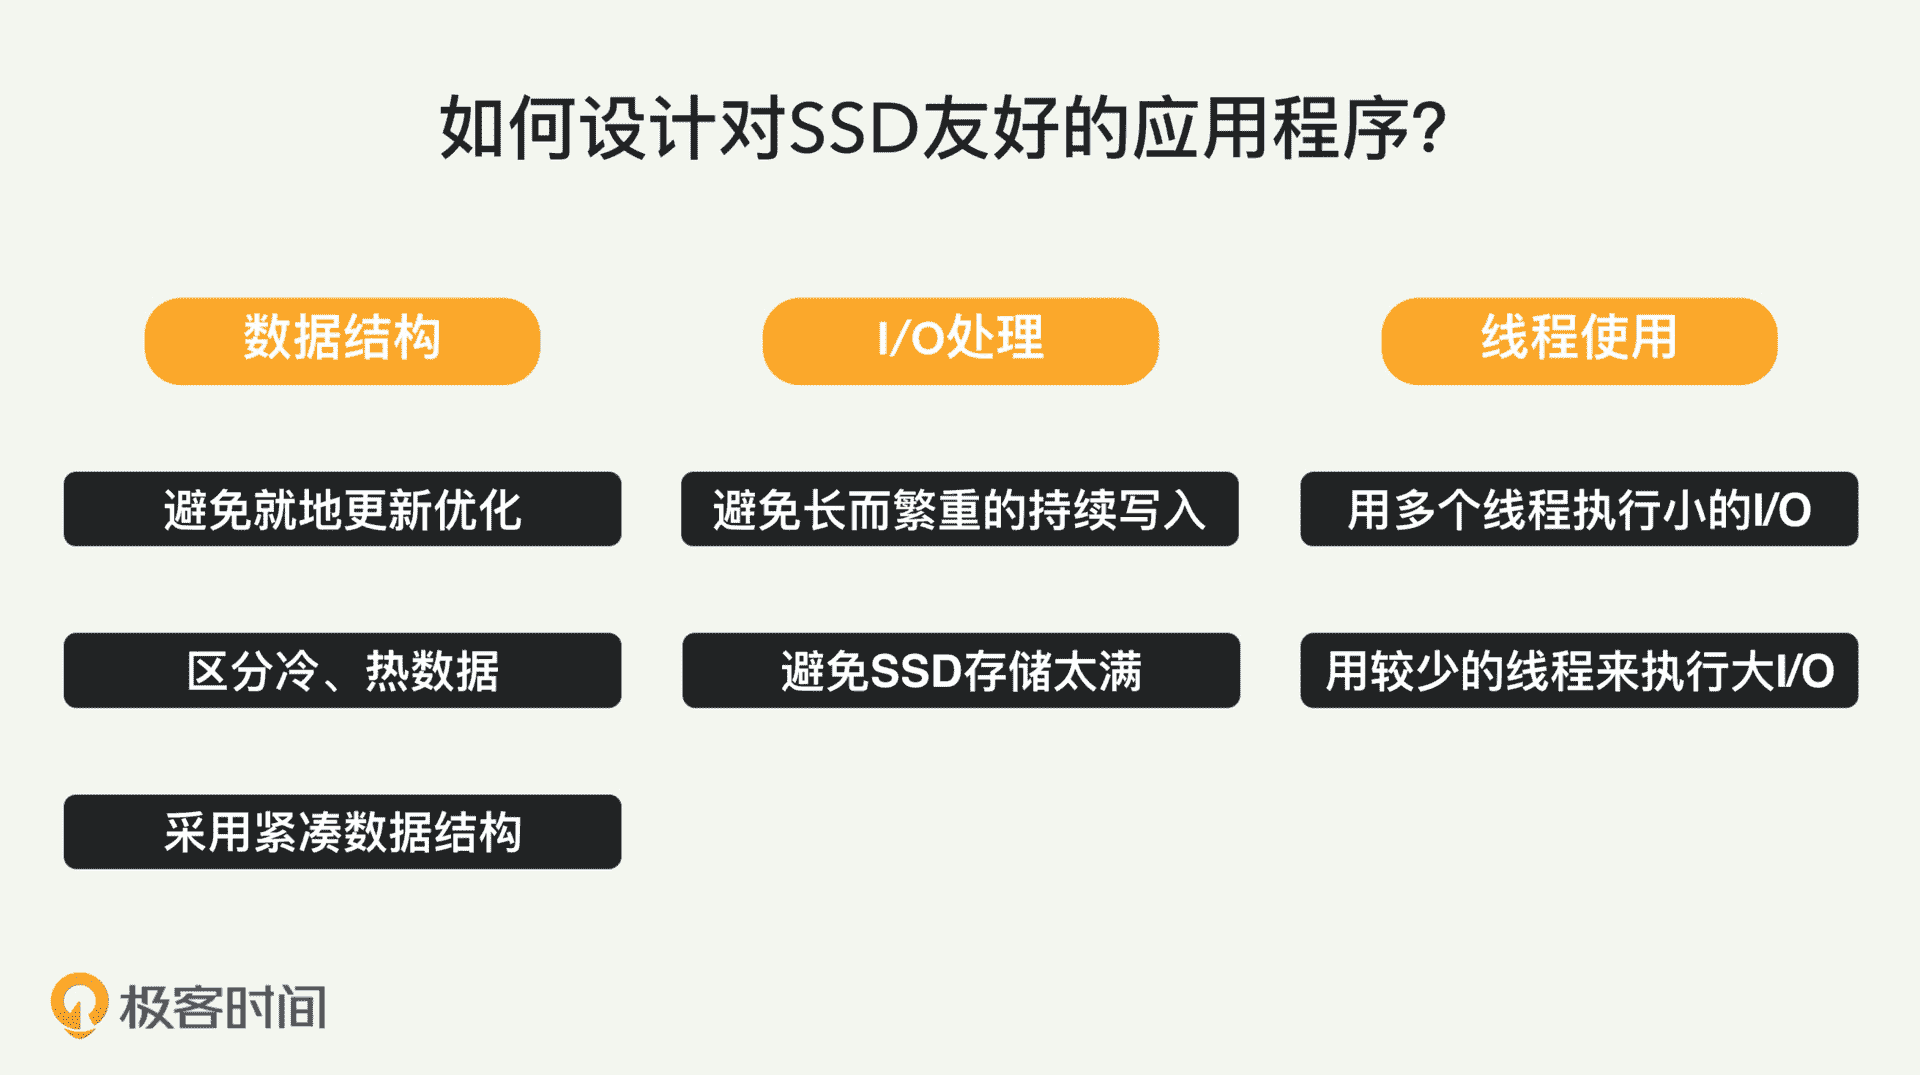 如何设计对SSD友好的应用程序?
数据结构
I/O处理
线程使用
避免就地更新优化
避免长而繁重的持续写入
用多个线程执行小的I/O
区分冷、热数据
避免SSD存储太满
用较少的线程来执行大I/O
采用紧凑数据结构
极客时间